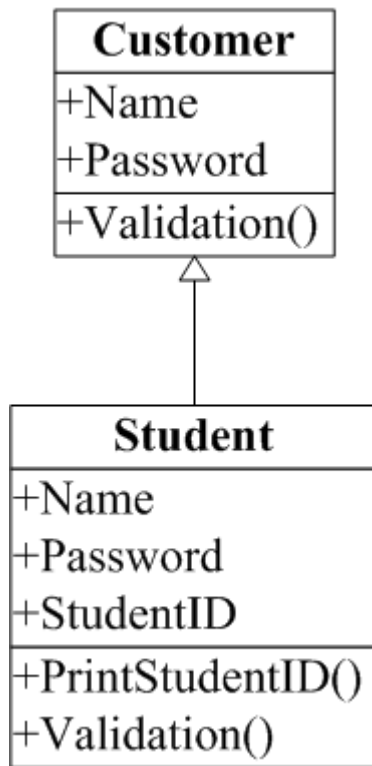 Customer
+Name
+Password
+Validation()
Student
+Name
+Password
+StudentID
+PrintStudentID()
+Validation()